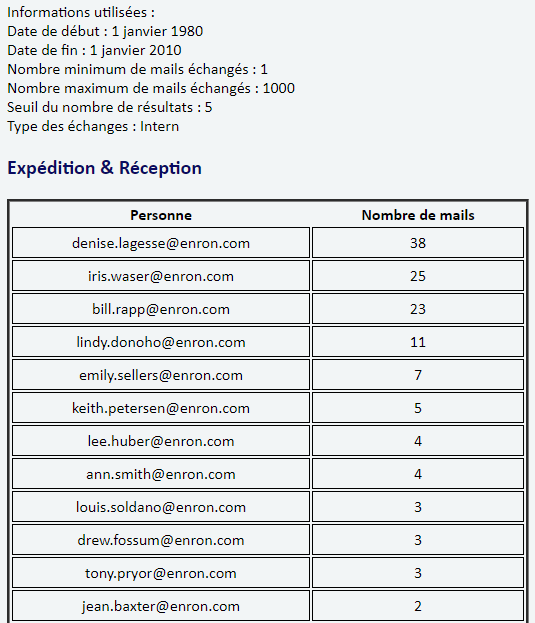 Informations utilisées :
Date de début : 1 janvier 1980
Date de fin : 1 janvier 2010
Nombre minimum de mails échangés : 1
Nombre maximum de mails échangés : 1000
Seuil du nombre de résultats : 5
Type des échanges : Intern
Expédition & Réception
Personne Nombre de mails
denise.lagesse@enron.com 38
iris.waser@enron.com 25
bill.rapp@enron.com 23
lindy.donoho@enron.com 11
emily.sellers@enron.com 7
keith.petersen@enron.com 5
lee.huber@enron.com 4
ann.smith@enron.com 4
louis.soldano@enron.com 3
drew.fossum@enron.com 3
tony.pryor@enron.com 3
jean.baxter@enron.com 2